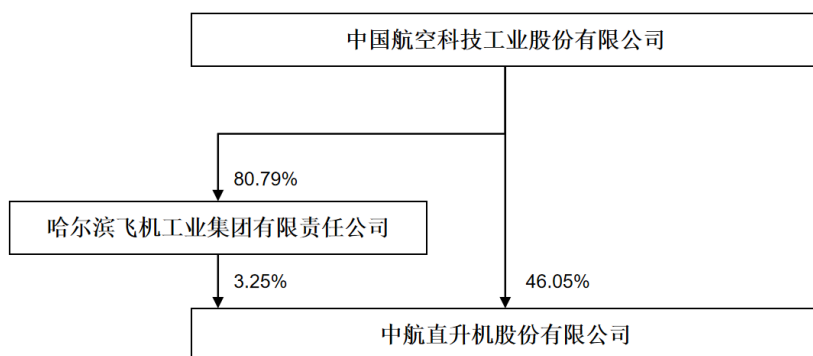 中国航空科技工业股份有限公司
80.79%
哈尔滨飞机工业集团有限责任公司
3.25%
46.05%
中航直升机股份有限公司